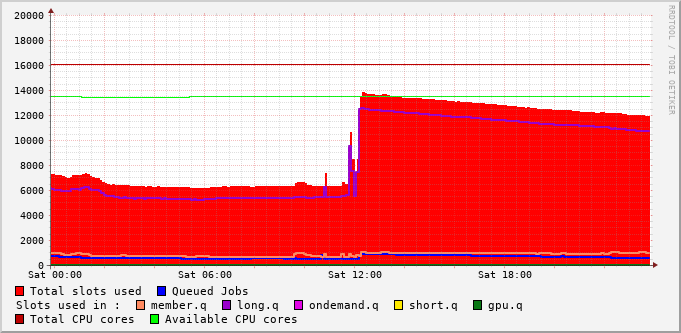 20000
18000
16000
14000
12000
10000
8000
6000
4000
2000
0
Sat 00:00 Sat 06:00 Sat 12:00 Sat 18:00
RRDTOOL / TOBI OETIKER
Total slots used Queued Jobs
Slots used in : member.q long.q ondemand.q short.q gpu.q
Total CPU cores Available CPU cores